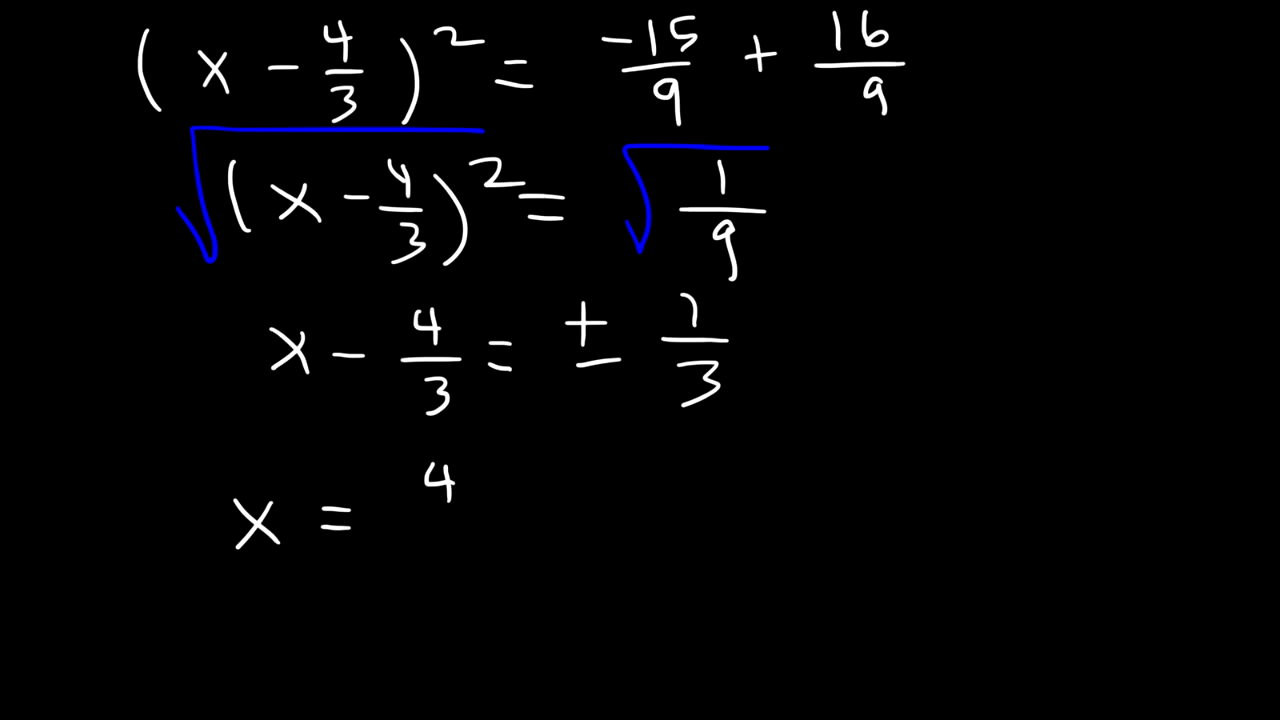 (x - 4/3)² = -15/9 + 16/9
√(x - 4/3)² = √1/9
x - 4/3 = ± 1/3
x = 4